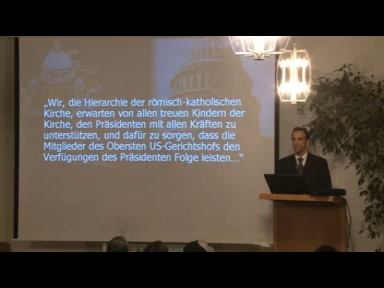 „Wir, die Hierarchie der römisch-katholischen
Kirche, erwarten von allen treuen Kindern der
Kirche, den Präsidenten mit allen Kräften zu
unterstützen, und dafür zu sorgen, dass die
Mitglieder des Obersten US-Gerichtshofs den
Verfügungen des Präsidenten Folge leisten...“